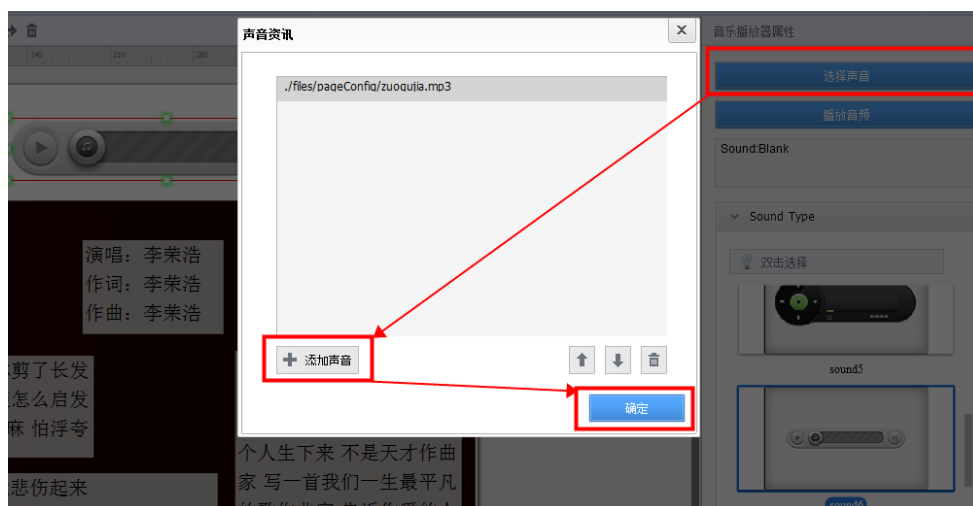 140
210
280
声音资讯
./files/pageConfig/zuoqujia.mp3
添加声音
确定
音乐播放器属性
选择声音
播放音频
Sound:Blank
Sound Type
双击选择
sound5
sound6
演唱：李荣浩
作词：李荣浩
作曲：李荣浩
剪了长发
怎么启发
麻 怕浮夸
悲伤起来
个人生下来 不是天才作曲
家 写一首我们一生最平凡